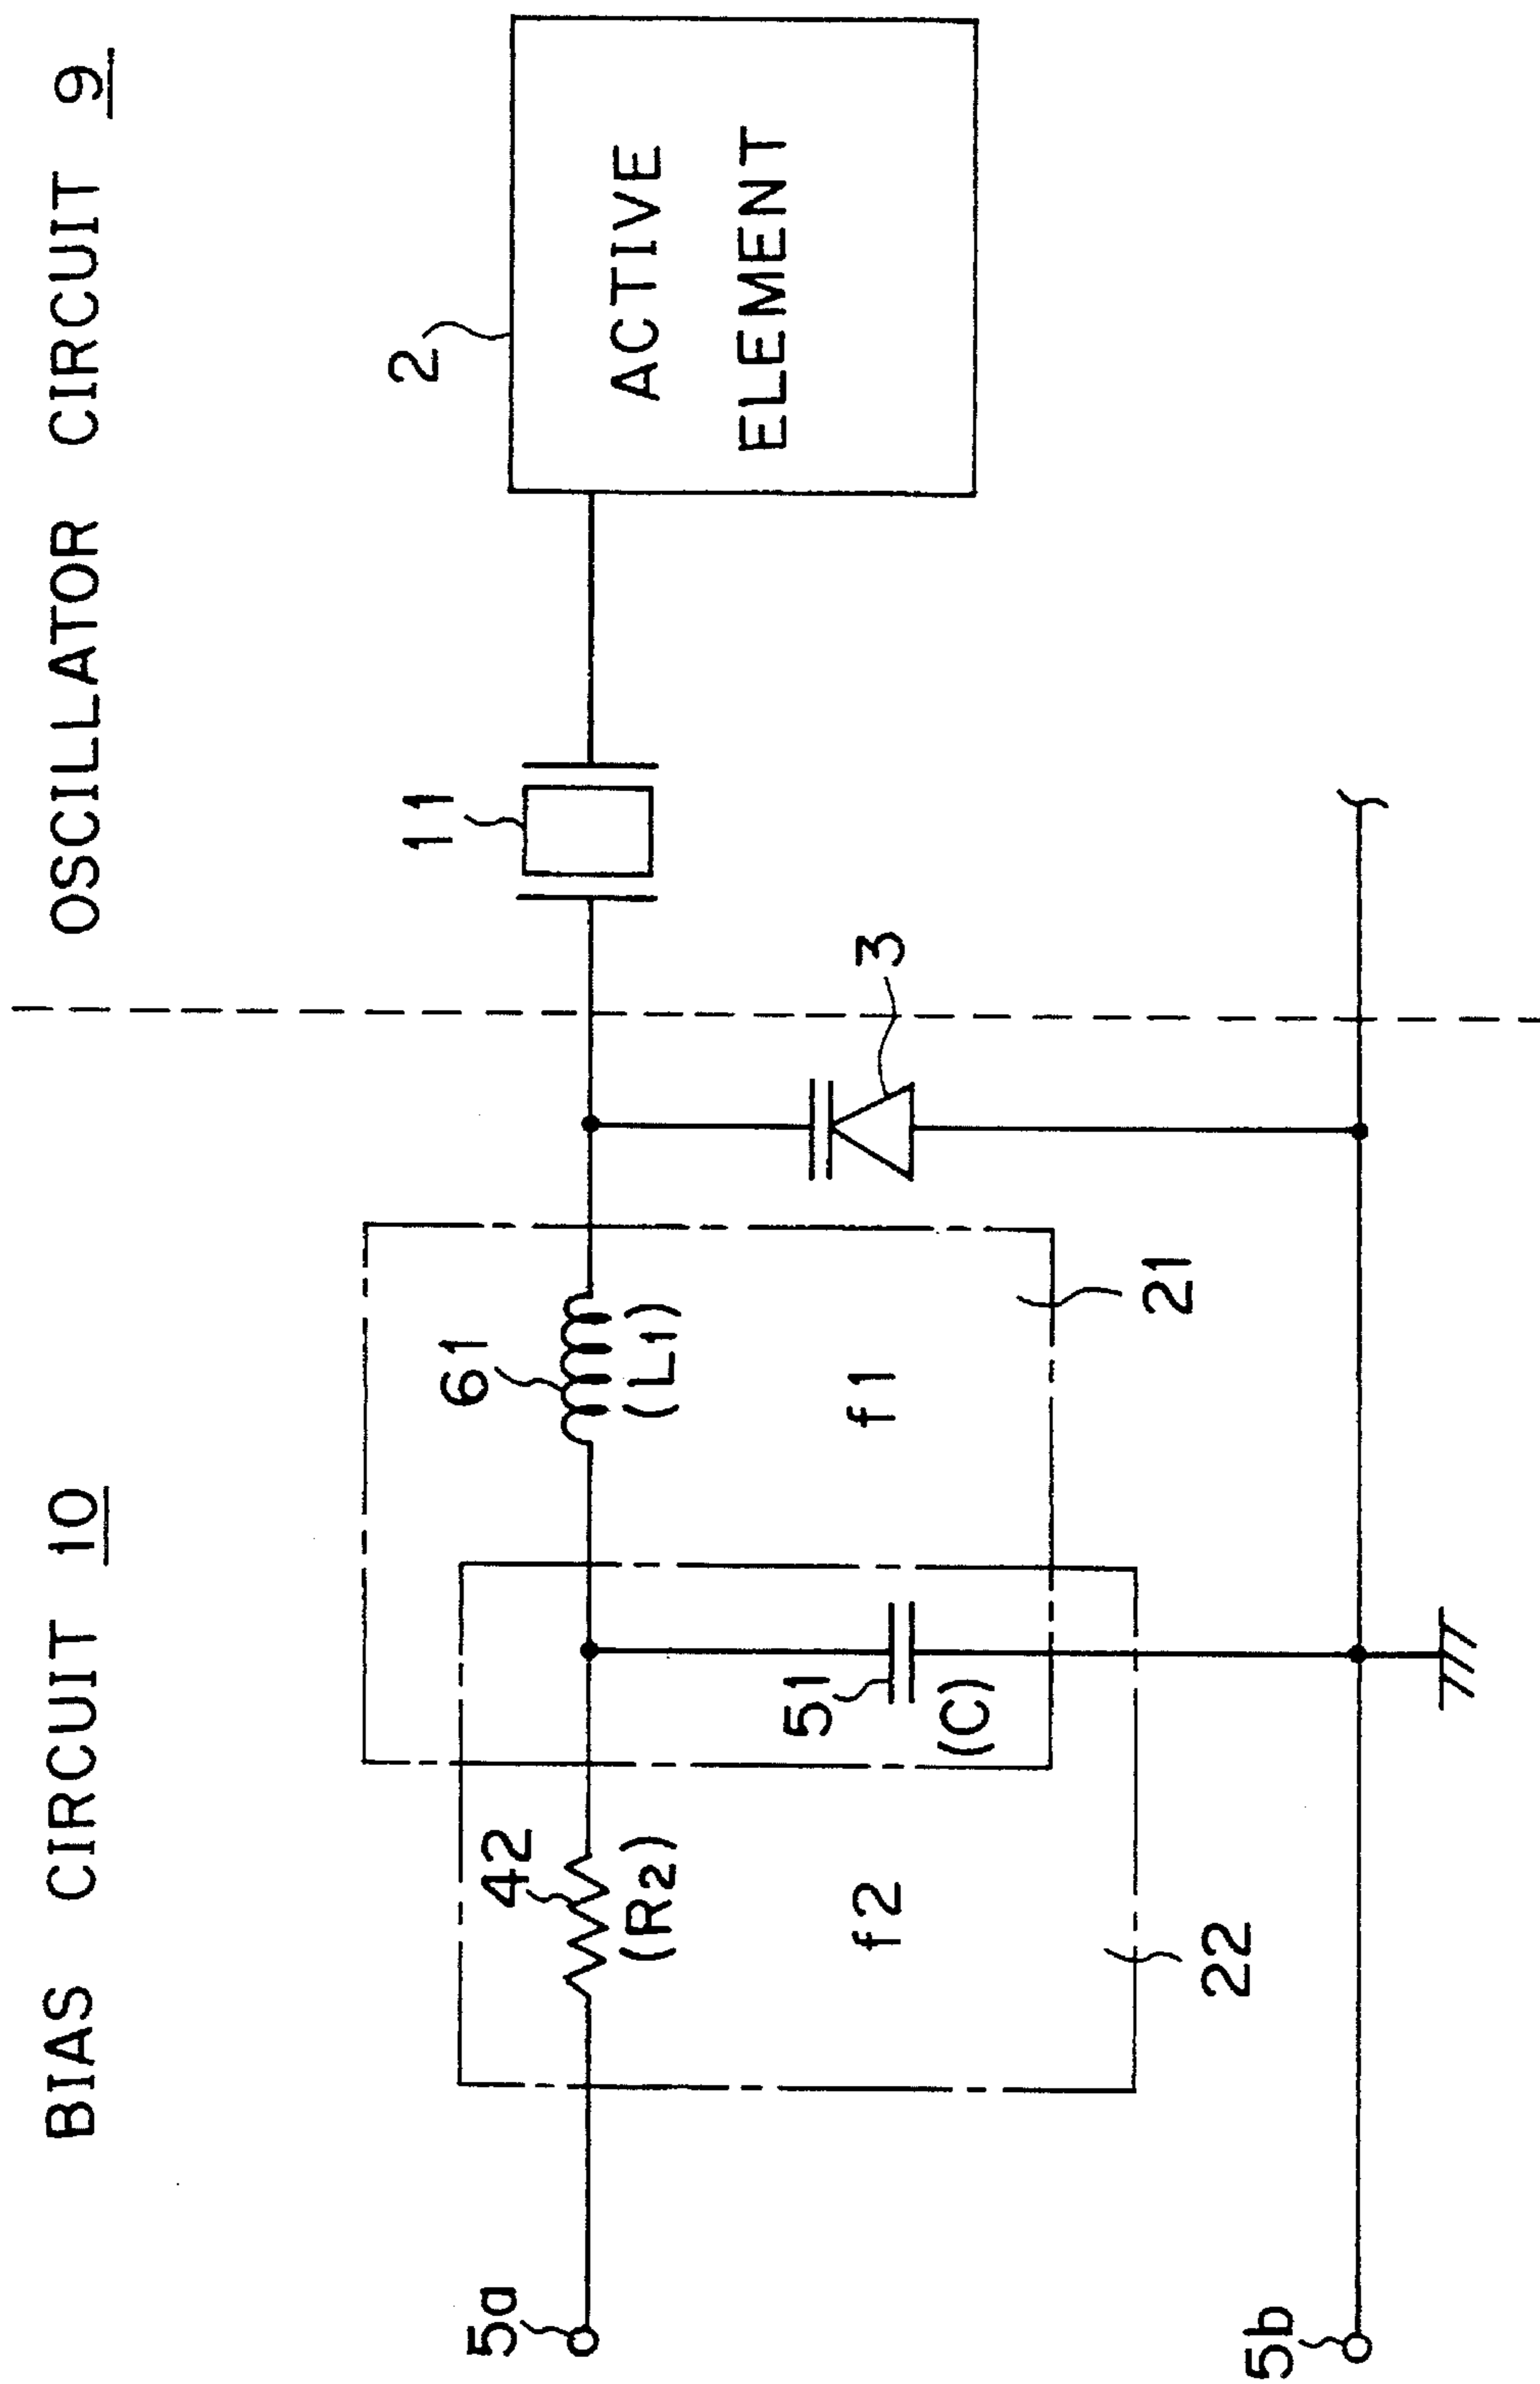 BIAS CIRCUIT 10
OSCILLATOR CIRCUIT 9
2
11
61
42
5a
ACTIVE
ELEMENT
(L1)
(R2)
3
51
f1
f2
(C)
21
22
5b